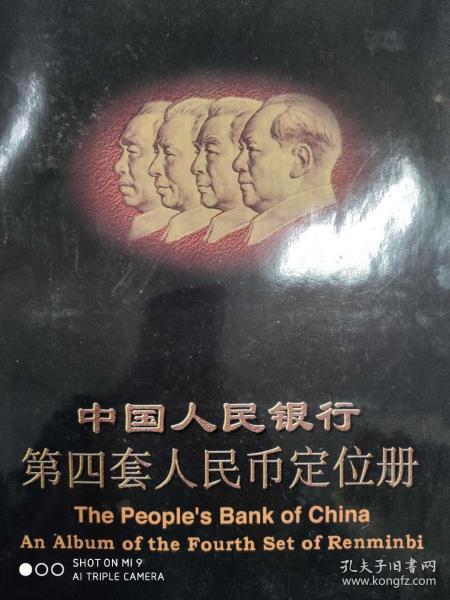 中国人民银行
第四套人民币定位册
The People's Bank of China
An Album of the Fourth Set of Renminbi
SHOT ON MI 9
AI TRIPLE CAMERA
孔夫子旧书网
www.kongfz.com